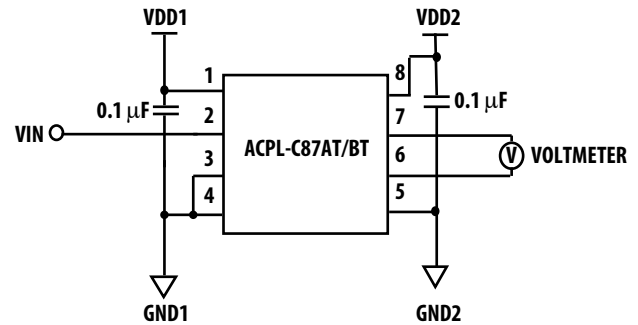 VDD1
VDD2
1
8
0.1 μF
0.1 μF
2
7
VIN
ACPL-C87AT/BT
V
VOLTMETER
3
6
4
5
GND1
GND2